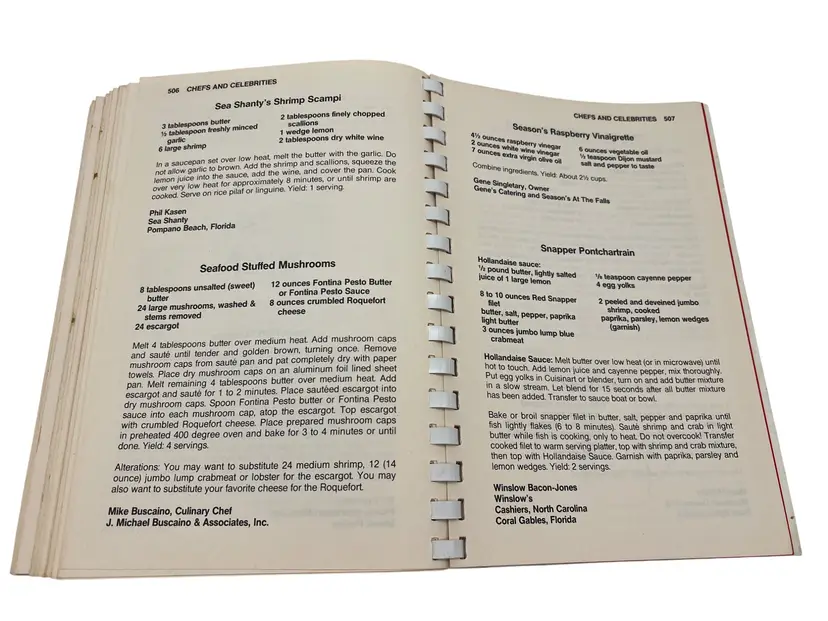 506 CHEFS AND CELEBRITIES
Sea Shanty's Shrimp Scampi
3 tablespoons butter
½ tablespoon freshly minced
garlic
6 large shrimp
2 tablespoons finely chopped
scallions
1 wedge lemon
2 tablespoons dry white wine
In a saucepan set over low heat, melt the butter with the garlic. Do
not allow garlic to brown. Add the shrimp and scallions, squeeze the
lemon juice into the sauce, add the wine, and cover the pan. Cook
over very low heat for approximately 8 minutes, or until shrimp are
cooked. Serve on rice pilaf or linguine. Yield: 1 serving.
Phil Kasen
Sea Shanty
Pompano Beach, Florida
Seafood Stuffed Mushrooms
8 tablespoons unsalted (sweet)
butter
24 large mushrooms, washed &
stems removed
24 escargot
12 ounces Fontina Pesto Butter
or Fontina Pesto Sauce
8 ounces crumbled Roquefort
cheese
Melt 4 tablespoons butter over medium heat. Add mushroom caps
and sauté until tender and golden brown, turning once. Remove
mushroom caps from sauté pan and pat completely dry with paper
towels. Place dry mushroom caps on an aluminum foil lined sheet
pan. Melt remaining 4 tablespoons butter over medium heat. Add
escargot and sauté for 1 to 2 minutes. Place sautéed escargot into
dry mushroom caps. Spoon Fontina Pesto butter or Fontina Pesto
sauce into each mushroom cap, atop the escargot. Top escargot
with crumbled Roquefort cheese. Place prepared mushroom caps
in preheated 400 degree oven and bake for 3 to 4 minutes or until
done. Yield: 4 servings.
Alterations: You may want to substitute 24 medium shrimp, 12 (14
ounce) jumbo lump crabmeat or lobster for the escargot. You may
also want to substitute your favorite cheese for the Roquefort.
Mike Buscaino, Culinary Chef
J. Michael Buscaino & Associates, Inc.
CHEFS AND CELEBRITIES 507
Season's Raspberry Vinaigrette
4½ ounces raspberry vinegar
2 ounces white wine vinegar
7 ounces extra virgin olive oil
6 ounces vegetable oil
½ teaspoon Dijon mustard
salt and pepper to taste
Combine ingredients. Yield: About 2½ cups.
Gene Singletary, Owner
Gene's Catering and Season's At The Falls
Snapper Pontchartrain
Hollandaise sauce:
½ pound butter, lightly salted
juice of 1 large lemon
⅛ teaspoon cayenne pepper
4 egg yolks
8 to 10 ounces Red Snapper
filet
butter, salt, pepper, paprika
light butter
3 ounces jumbo lump blue
crabmeat
2 peeled and deveined jumbo
shrimp, cooked
paprika, parsley, lemon wedges
(garnish)
Hollandaise Sauce: Melt butter over low heat (or in microwave) until
hot to touch. Add lemon juice and cayenne pepper, mix thoroughly.
Put egg yolks in Cuisinart or blender, turn on and add butter mixture
in a slow stream. Let blend for 15 seconds after all butter mixture
has been added. Transfer to sauce boat or bowl.
Bake or broil snapper filet in butter, salt, pepper and paprika until
fish lightly flakes (6 to 8 minutes). Sauté shrimp and crab in light
butter while fish is cooking, only to heat. Do not overcook! Transfer
cooked filet to warm serving platter, top with shrimp and crab mixture,
then top with Hollandaise Sauce. Garnish with paprika, parsley and
lemon wedges. Yield: 2 servings.
Winslow Bacon-Jones
Winslow's
Cashiers, North Carolina
Coral Gables, Florida